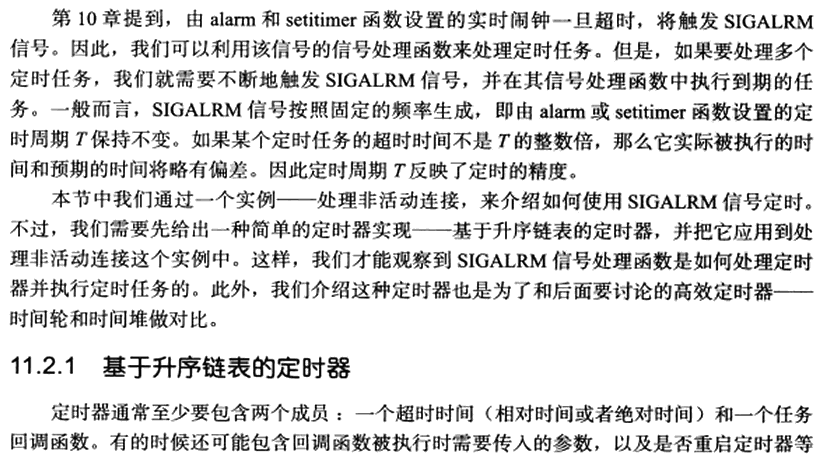 第 10 章提到，由 alarm 和 setitimer 函数设置的实时闹钟一旦超时，将触发 SIGALRM
信号。因此，我们可以利用该信号的信号处理函数来处理定时任务。但是，如果要处理多个
定时任务，我们就需要不断地触发 SIGALRM 信号，并在其信号处理函数中执行到期的任
务。一般而言，SIGALRM 信号按照固定的频率生成，即由 alarm 或 setitimer 函数设置的定
时周期 T 保持不变。如果某个定时任务的超时时间不是 T 的整数倍，那么它实际被执行的时
间和预期的时间将略有偏差。因此定时周期 T 反映了定时的精度。
本节中我们通过一个实例——处理非活动连接，来介绍如何使用 SIGALRM 信号定时。
不过，我们需要先给出一种简单的定时器实现——基于升序链表的定时器，并把它应用到处
理非活动连接这个实例中。这样，我们才能观察到 SIGALRM 信号处理函数是如何处理定时
器并执行定时任务的。此外，我们介绍这种定时器也是为了和后面要讨论的高效定时器——
时间轮和时间堆做对比。
11.2.1 基于升序链表的定时器
定时器通常至少要包含两个成员：一个超时时间（相对时间或者绝对时间）和一个任务
回调函数。有的时候还可能包含回调函数被执行时需要传入的参数，以及是否重启定时器等